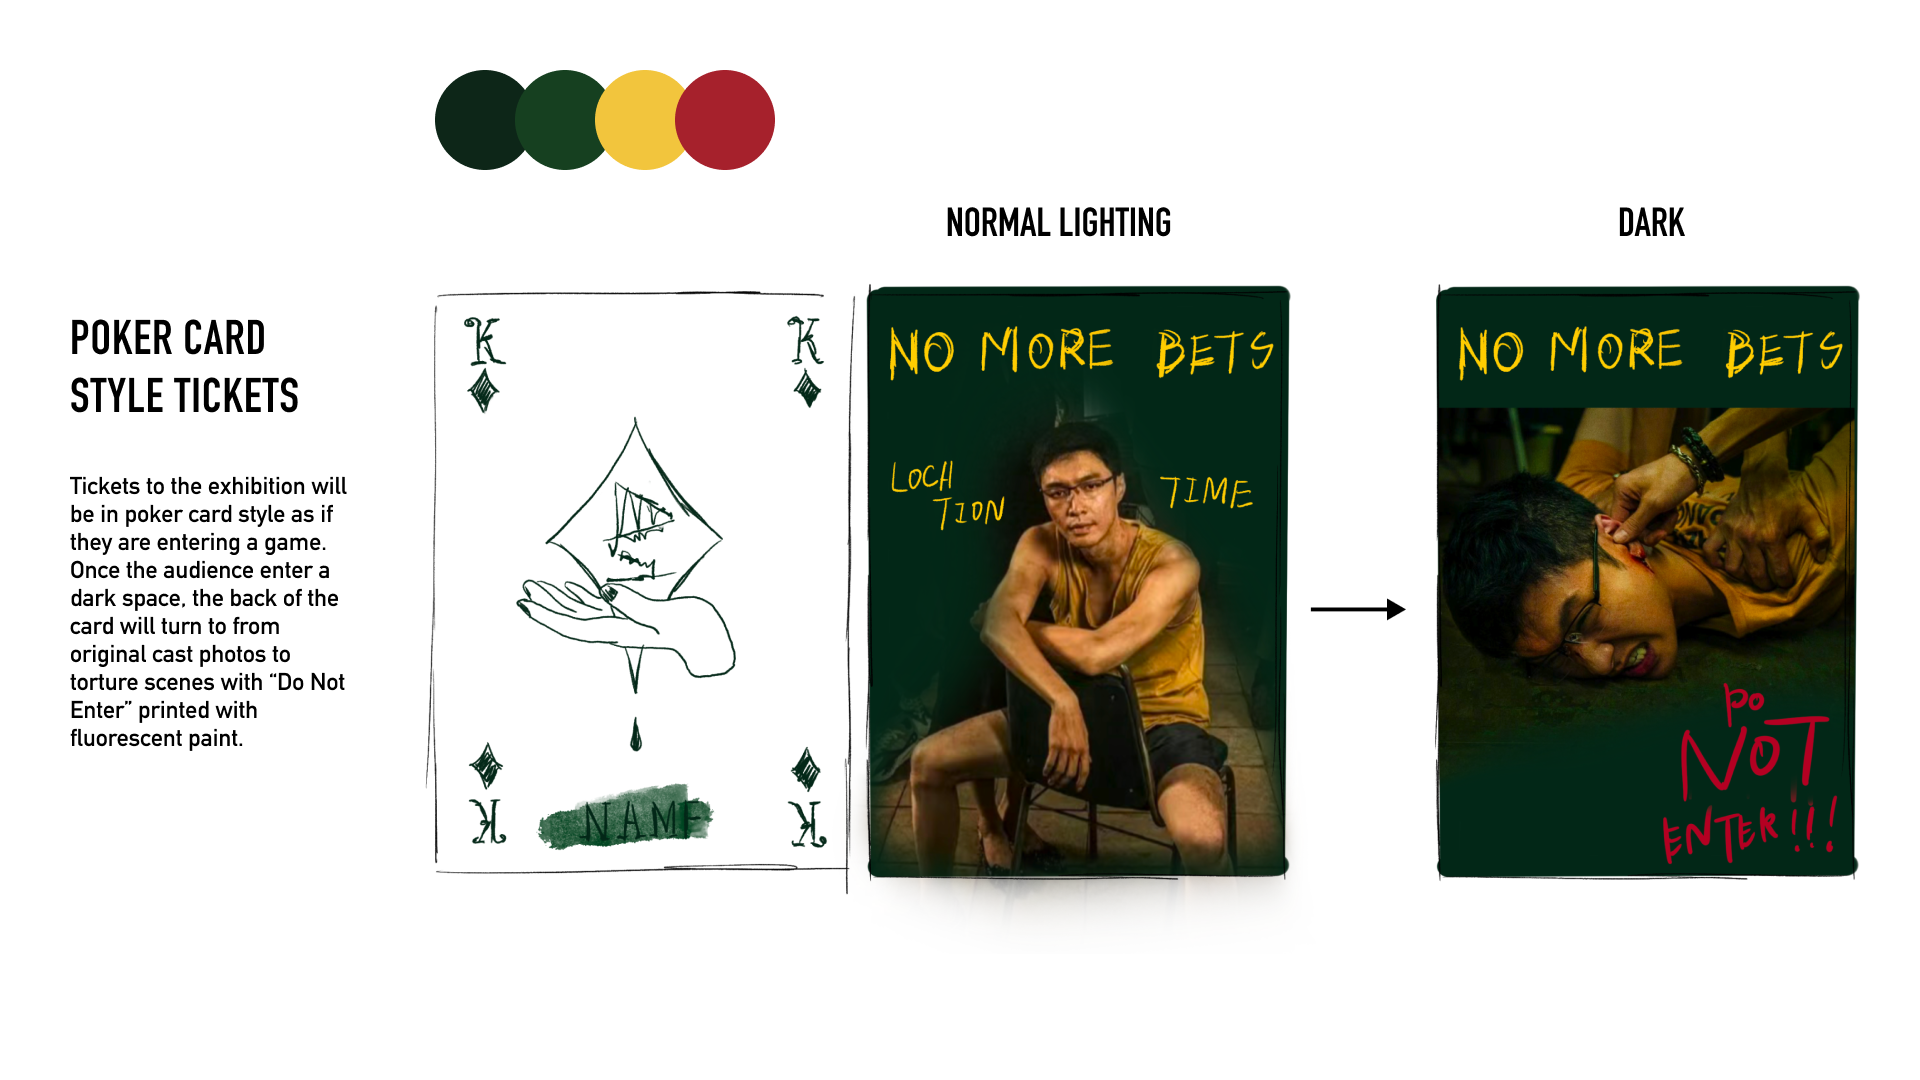 NORMAL LIGHTING
DARK
POKER CARD
STYLE TICKETS
Tickets to the exhibition will
be in poker card style as if
they are entering a game.
Once the audience enter a
dark space, the back of the
card will turn to from
original cast photos to
torture scenes with “Do Not
Enter” printed with
fluorescent paint.
K
K
K
K
NAME
NO MORE BETS
LOCA
TION
TIME
NO MORE BETS
DO
NOT
ENTER!!!